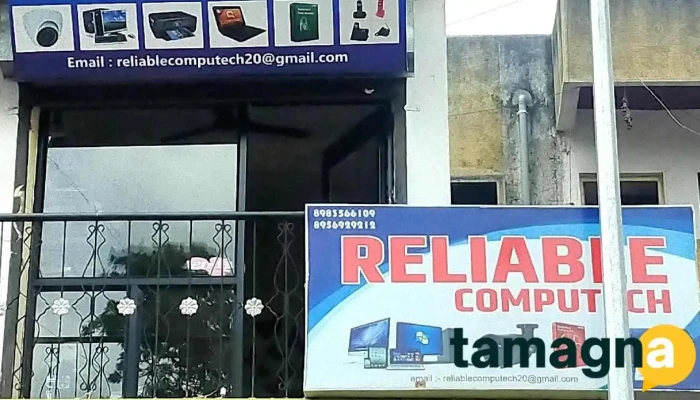 Email : reliablecomputech20@gmail.com
8983566109
8956929212
RELIABLE
COMPUTECH
email :- reliablecomputech20@gmail.com
tamagna